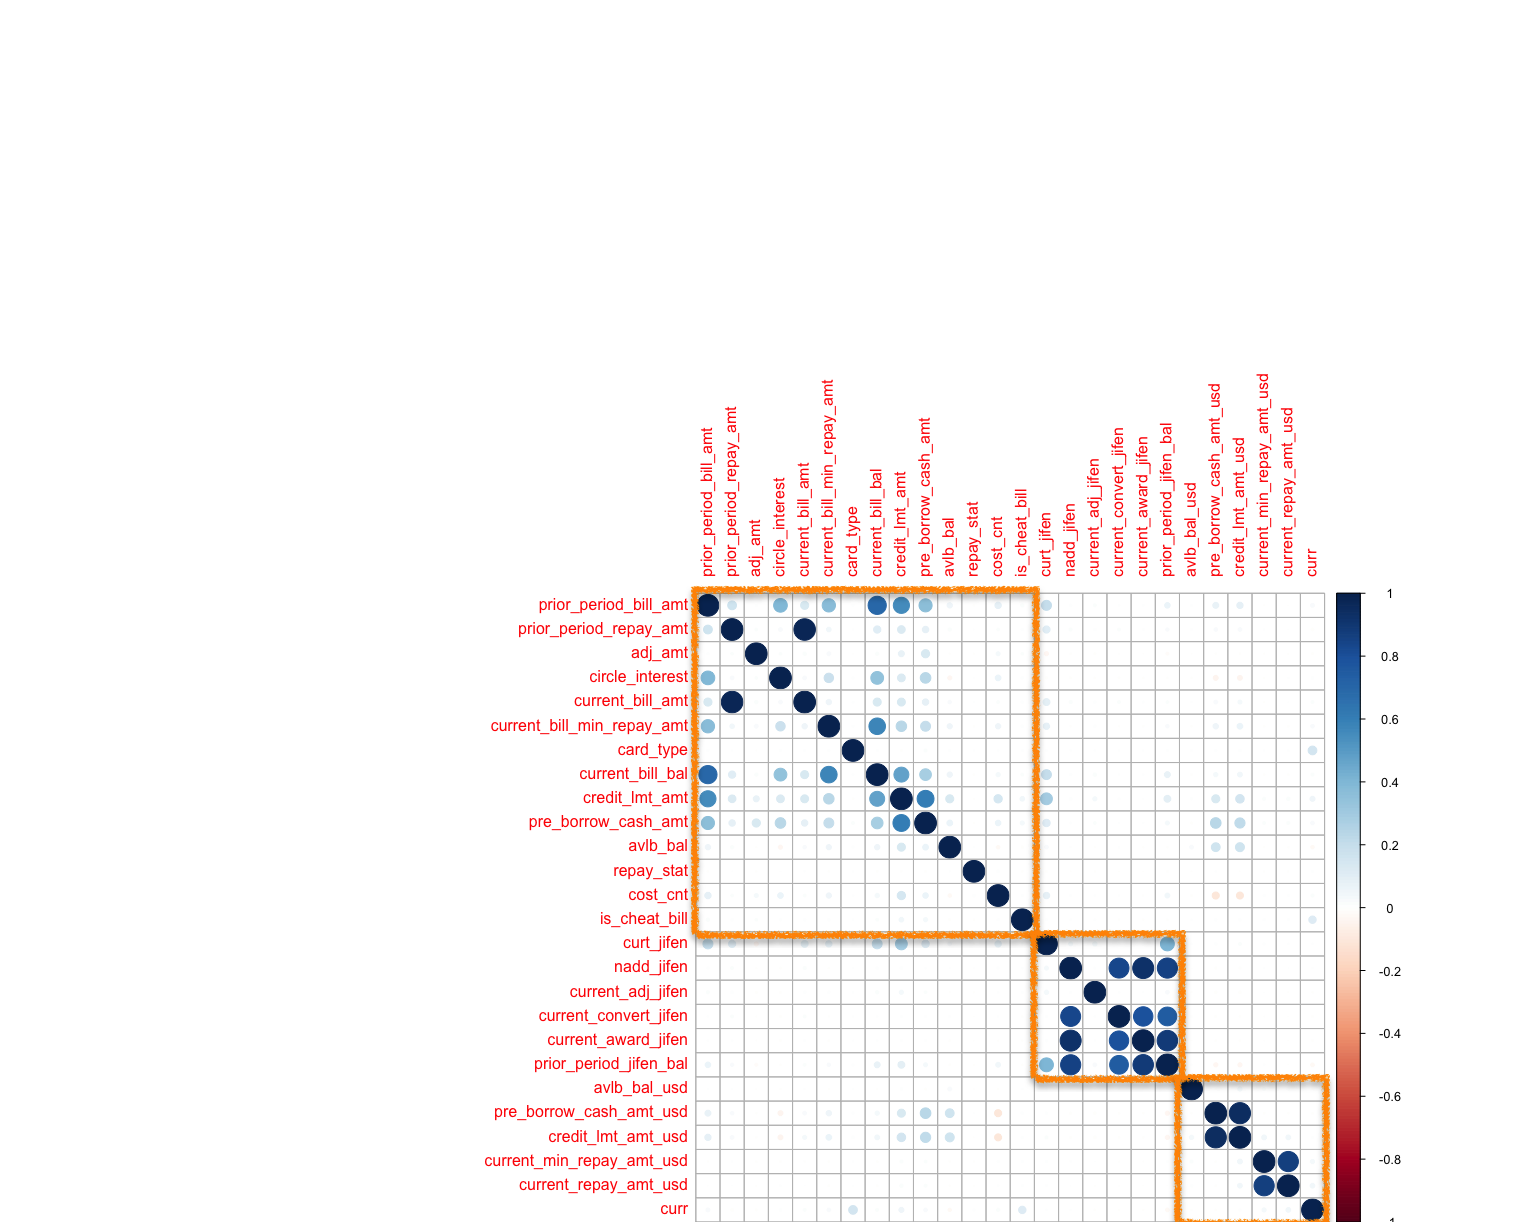 prior_period_bill_amt
prior_period_repay_amt
adj_amt
circle_interest
current_bill_amt
current_bill_min_repay_amt
card_type
current_bill_bal
credit_lmt_amt
pre_borrow_cash_amt
avlb_bal
repay_stat
cost_cnt
is_cheat_bill
curt_jifen
nadd_jifen
current_adj_jifen
current_convert_jifen
current_award_jifen
prior_period_jifen_bal
avlb_bal_usd
pre_borrow_cash_amt_usd
credit_lmt_amt_usd
current_min_repay_amt_usd
current_repay_amt_usd
curr
prior_period_bill_amt
prior_period_repay_amt
adj_amt
circle_interest
current_bill_amt
current_bill_min_repay_amt
card_type
current_bill_bal
credit_lmt_amt
pre_borrow_cash_amt
avlb_bal
repay_stat
cost_cnt
is_cheat_bill
curt_jifen
nadd_jifen
current_adj_jifen
current_convert_jifen
current_award_jifen
prior_period_jifen_bal
avlb_bal_usd
pre_borrow_cash_amt_usd
credit_lmt_amt_usd
current_min_repay_amt_usd
current_repay_amt_usd
curr
1
0.8
0.6
0.4
0.2
0
-0.2
-0.4
-0.6
-0.8